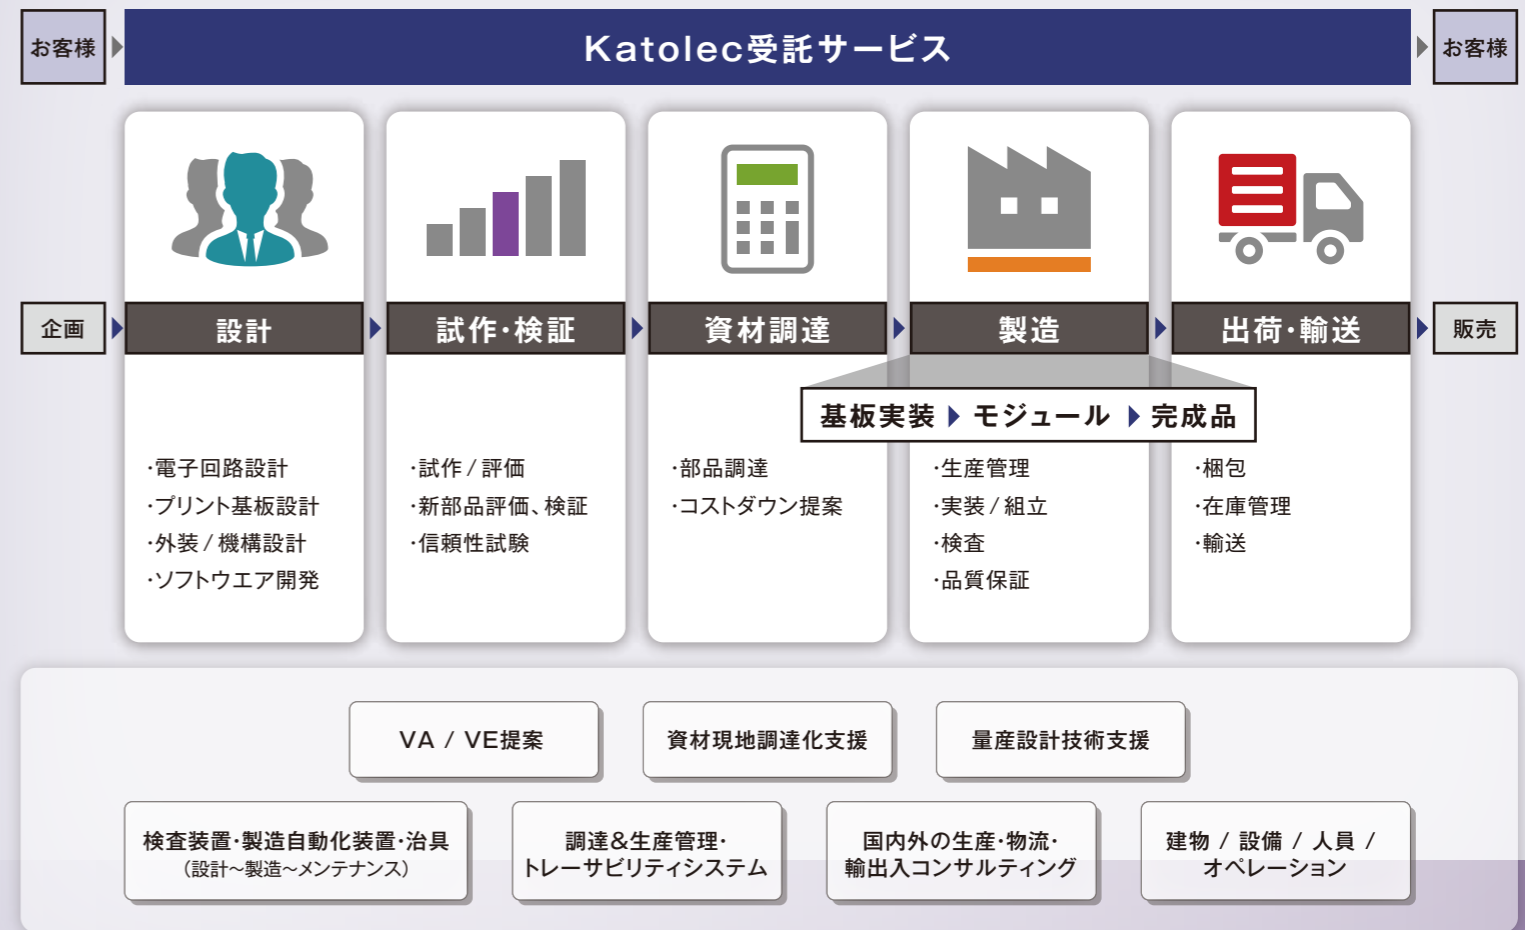 お客様
Katolec受託サービス
お客様
企画
設計
試作・検証
資材調達
製造
出荷・輸送
販売
基板実装
モジュール
完成品
・電子回路設計
・プリント基板設計
・外装 / 機構設計
・ソフトウエア開発
・試作 / 評価
・新部品評価、検証
・信頼性試験
・部品調達
・コストダウン提案
・生産管理
・実装 / 組立
・検査
・品質保証
・梱包
・在庫管理
・輸送
VA / VE提案
資材現地調達化支援
量産設計技術支援
検査装置・製造自動化装置・治具
（設計～製造～メンテナンス）
調達&生産管理・
トレーサビリティシステム
国内外の生産・物流・
輸出入コンサルティング
建物 / 設備 / 人員 /
オペレーション